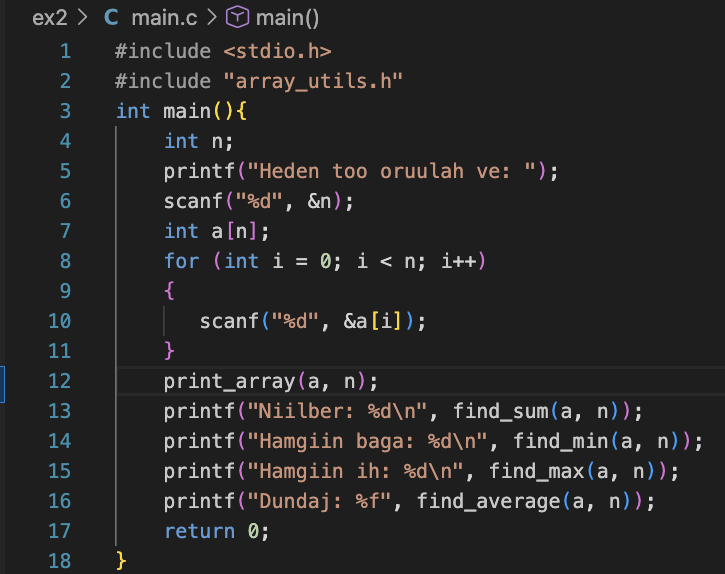 ex2 > C main.c > main()
1 #include <stdio.h>
2 #include "array_utils.h"
3 int main(){
4 int n;
5 printf("Heden too oruulah ve: ");
6 scanf("%d", &n);
7 int a[n];
8 for (int i = 0; i < n; i++)
9 {
10 scanf("%d", &a[i]);
11 }
12 print_array(a, n);
13 printf("Niilber: %d\n", find_sum(a, n));
14 printf("Hamgiin baga: %d\n", find_min(a, n));
15 printf("Hamgiin ih: %d\n", find_max(a, n));
16 printf("Dundaj: %f", find_average(a, n));
17 return 0;
18 }